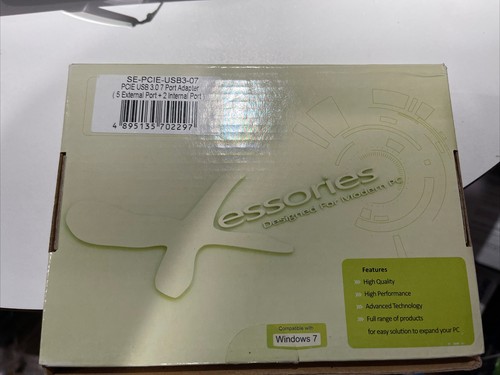 SE-PCIE-USB3-07
PCIE USB 3.0 7 Port Adapter
( 5 External Port + 2 Internal Port
4 895135 702297
Xessories
Designed For Modern PC
Features
High Quality
High Performance
Advanced Technology
Full range of products
for easy solution to expand your PC
Compatible with
Windows 7